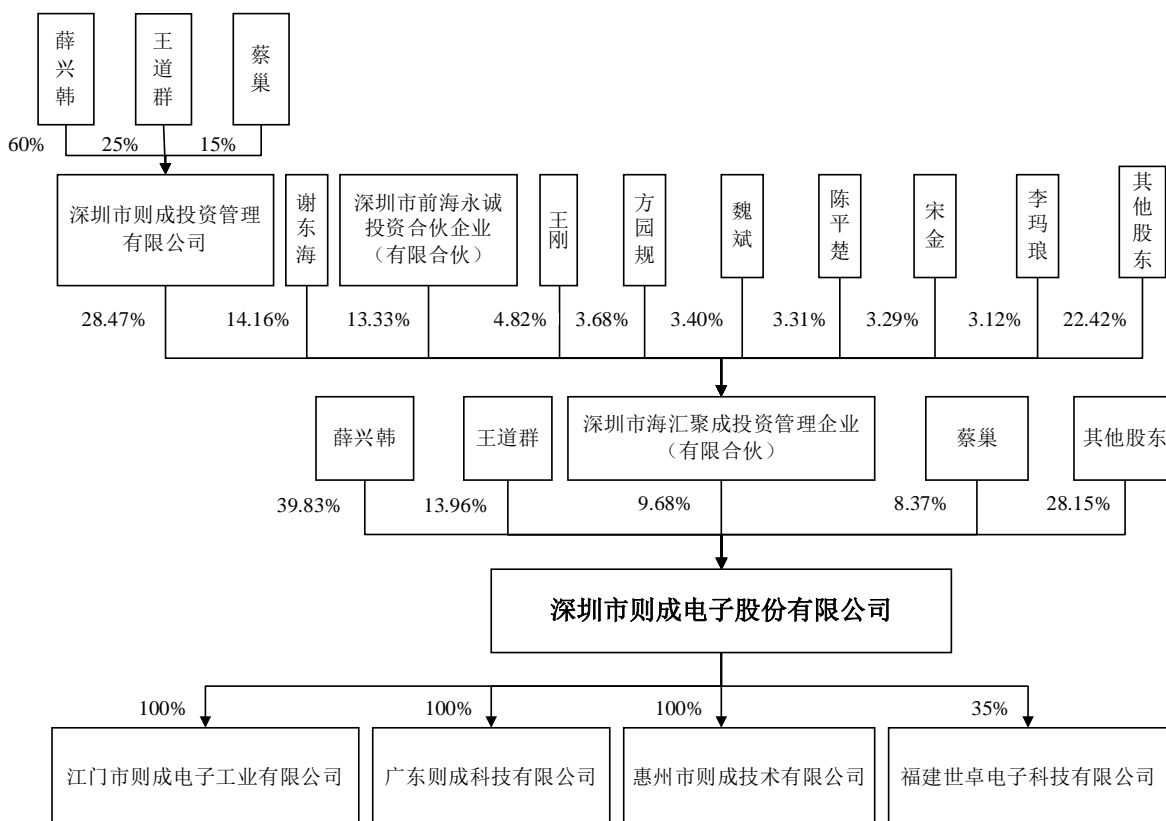 薛兴韩
王道群
蔡巢
60%
25%
15%
深圳市则成投资管理
有限公司
谢东海
深圳市前海永诚
投资合伙企业
（有限合伙）
王刚
方园规
魏斌
陈平楚
宋金
李玛琅
其他股东
28.47%
14.16%
13.33%
4.82%
3.68%
3.40%
3.31%
3.29%
3.12%
22.42%
薛兴韩
王道群
深圳市海汇聚成投资管理企业
（有限合伙）
蔡巢
其他股东
39.83%
13.96%
9.68%
8.37%
28.15%
深圳市则成电子股份有限公司
100%
100%
100%
35%
江门市则成电子工业有限公司
广东则成科技有限公司
惠州市则成技术有限公司
福建世卓电子科技有限公司